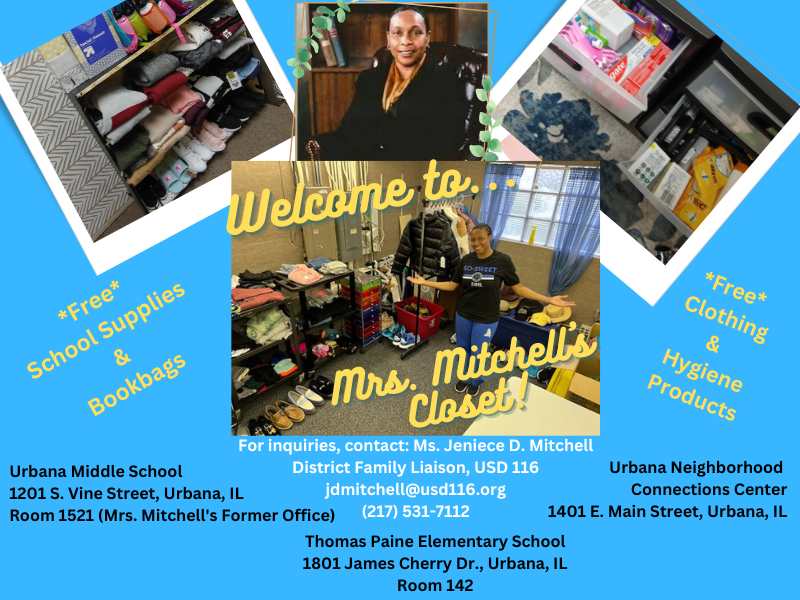 Welcome to...
Mrs. Mitchell's
Closet!
*Free*
School Supplies
&
Bookbags
*Free*
Clothing
&
Hygiene
Products
For inquiries, contact: Ms. Jeniece D. Mitchell
District Family Liaison, USD 116
jdmitchell@usd116.org
(217) 531-7112
Urbana Middle School
1201 S. Vine Street, Urbana, IL
Room 1521 (Mrs. Mitchell's Former Office)
Urbana Neighborhood
Connections Center
1401 E. Main Street, Urbana, IL
Thomas Paine Elementary School
1801 James Cherry Dr., Urbana, IL
Room 142